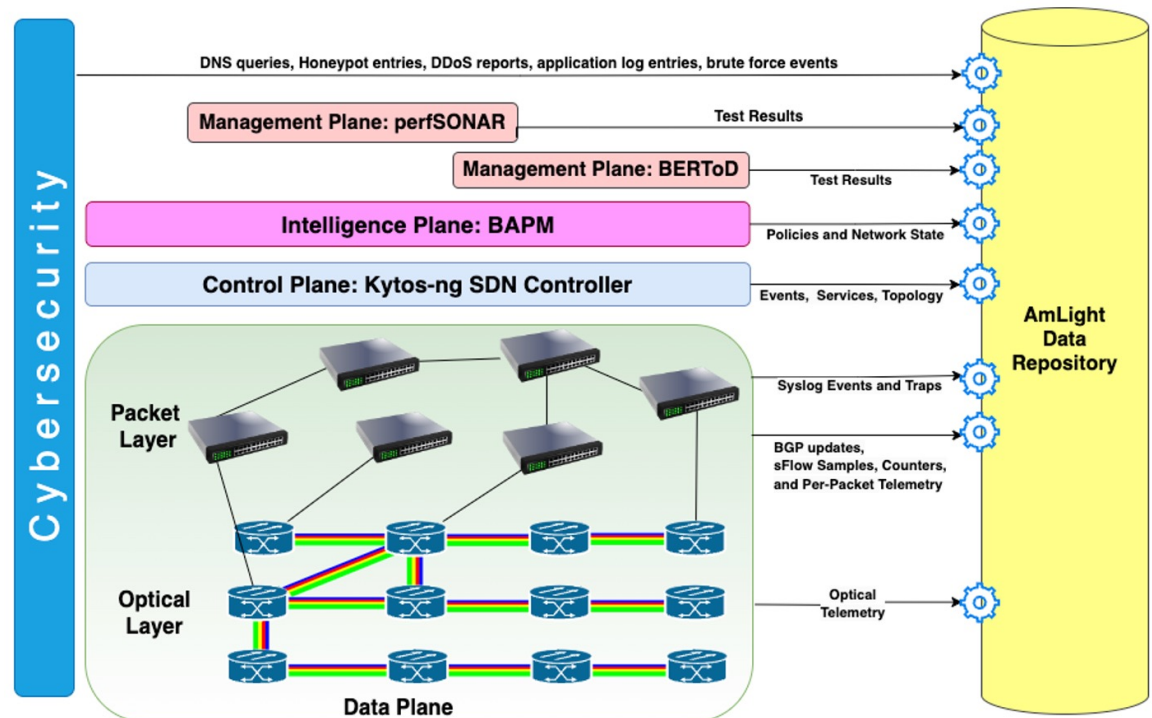 Cybersecurity
DNS queries, Honeypot entries, DDoS reports, application log entries, brute force events
Management Plane: perfSONAR
Test Results
Management Plane: BERToD
Test Results
Intelligence Plane: BAPM
Policies and Network State
Control Plane: Kytos-ng SDN Controller
Events, Services, Topology
AmLight
Data
Repository
Syslog Events and Traps
Packet
Layer
BGP updates,
sFlow Samples, Counters,
and Per-Packet Telemetry
Optical
Layer
Optical
Telemetry
Data Plane